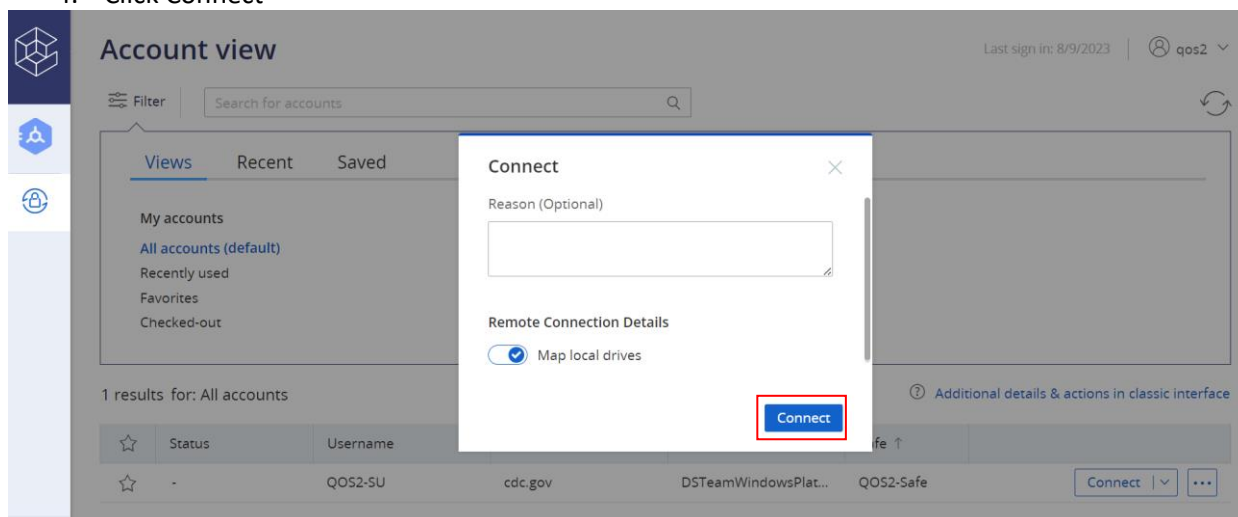 Click Connect
Account view
Last sign in: 8/9/2023
qos2
Filter
Search for accounts
Views Recent Saved
My accounts
All accounts (default)
Recently used
Favorites
Checked-out
Connect
Reason (Optional)
Remote Connection Details
Map local drives
Connect
1 results for: All accounts
Additional details & actions in classic interface
Status Username
QOS2-SU cdc.gov DSTeamWindowsPlat... QOS2-Safe Connect